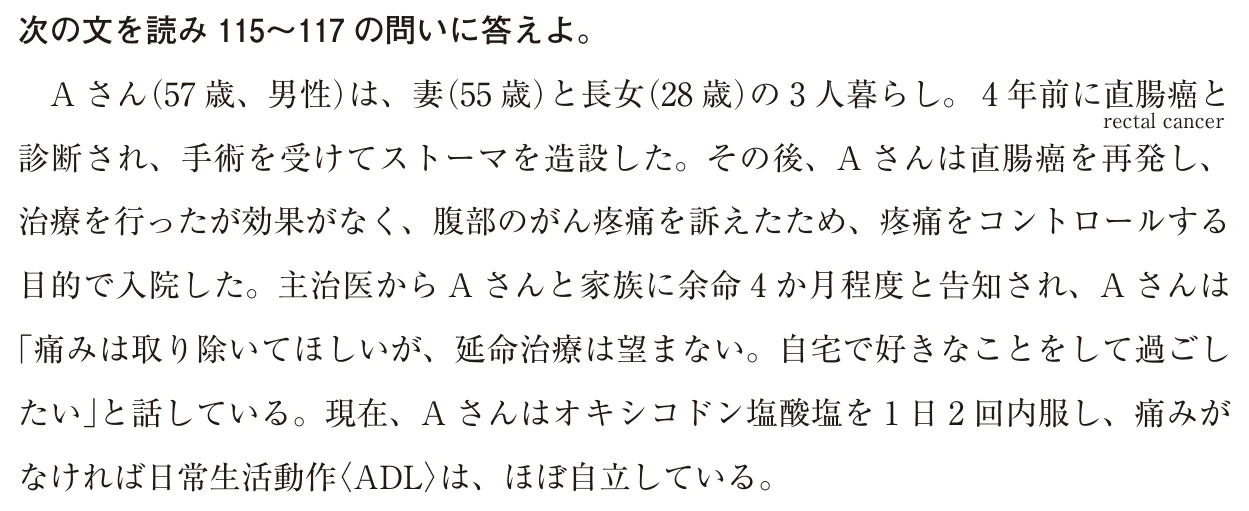 次の文を読み 115〜117 の問いに答えよ。
A さん(57 歳、男性)は、妻(55 歳)と長女(28 歳)の 3 人暮らし。4 年前に直腸癌と
rectal cancer
診断され、手術を受けてストーマを造設した。その後、A さんは直腸癌を再発し、
治療を行ったが効果がなく、腹部のがん疼痛を訴えたため、疼痛をコントロールする
目的で入院した。主治医から A さんと家族に余命 4 か月程度と告知され、A さんは
「痛みは取り除いてほしいが、延命治療は望まない。自宅で好きなことをして過ごし
たい」と話している。現在、A さんはオキシコドン塩酸塩を 1 日 2 回内服し、痛みが
なければ日常生活動作〈ADL〉は、ほぼ自立している。